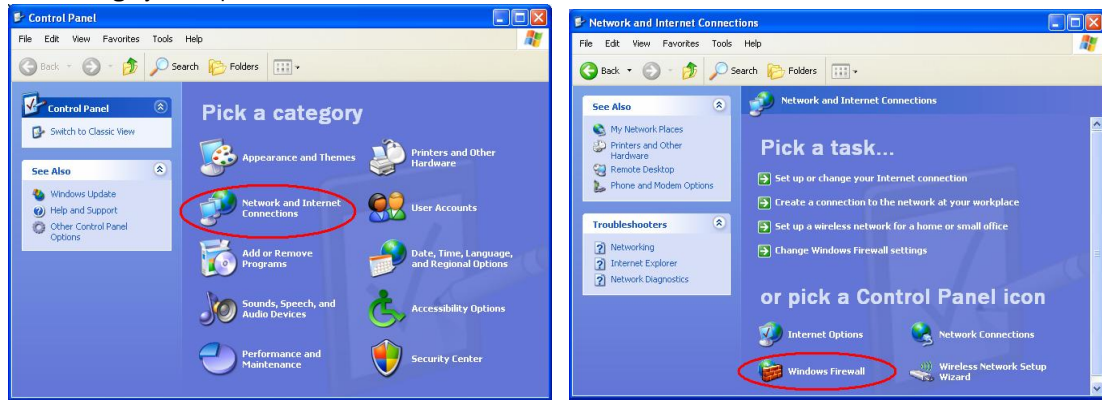 Control Panel
File Edit View Favorites Tools Help
Back Search Folders
Control Panel
Switch to Classic View
See Also
Windows Update
Help and Support
Other Control Panel
Options
Pick a category
Appearance and Themes
Printers and Other
Hardware
Network and Internet
Connections
User Accounts
Add or Remove
Programs
Date, Time, Language,
and Regional Options
Sounds, Speech, and
Audio Devices
Accessibility Options
Performance and
Maintenance
Security Center
Network and Internet Connections
File Edit View Favorites Tools Help
Back Search Folders
See Also
My Network Places
Printers and Other
Hardware
Remote Desktop
Phone and Modem Options
Troubleshooters
Networking
Internet Explorer
Network Diagnostics
Network and Internet Connections
Pick a task...
Set up or change your Internet connection
Create a connection to the network at your workplace
Set up a wireless network for a home or small office
Change Windows Firewall settings
or pick a Control Panel icon
Internet Options
Network Connections
Windows Firewall
Wireless Network Setup
Wizard